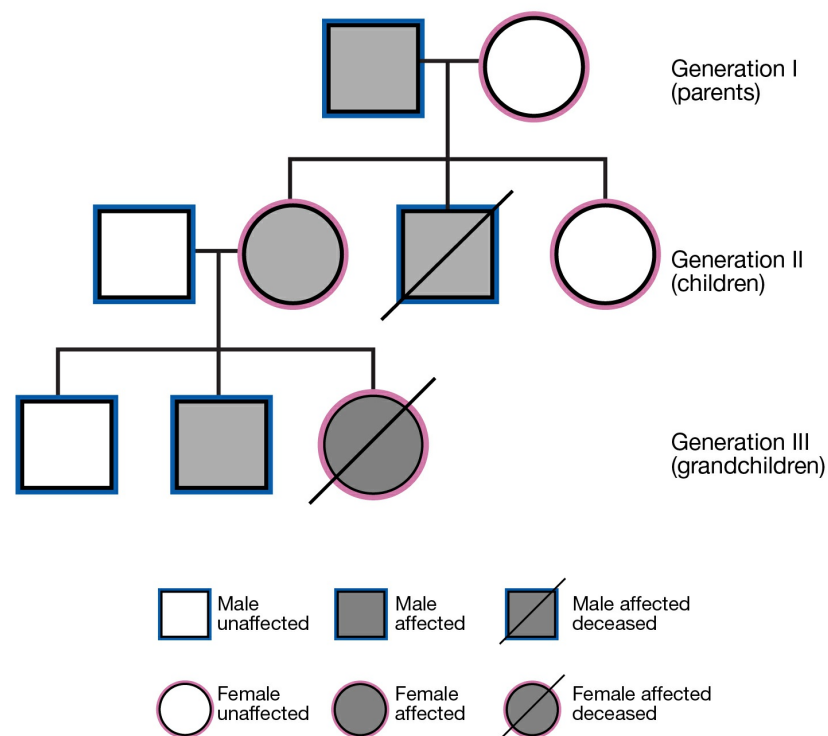 Generation I
(parents)
Generation II
(children)
Generation III
(grandchildren)
Male
unaffected
Male
affected
Male affected
deceased
Female
unaffected
Female
affected
Female affected
deceased